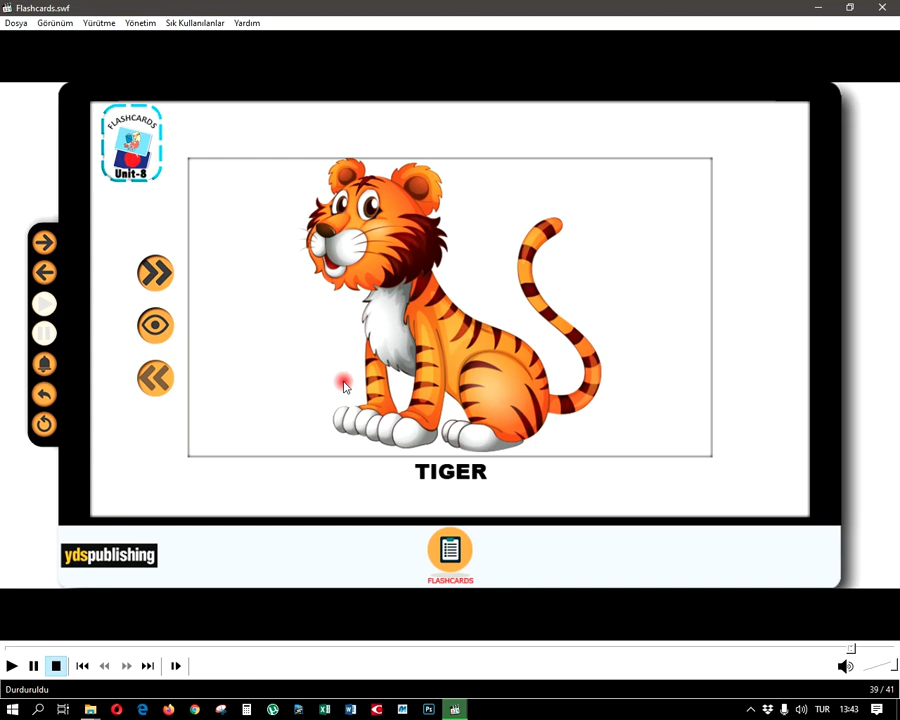 Flashcards.swf
Dosya Görünüm Yürütme Yönetim Sık Kullanılanlar Yardım
FLASHCARDS
Unit-8
TIGER
ydspublishing
FLASHCARDS
Durduruldu
39 / 41
TUR
13:43